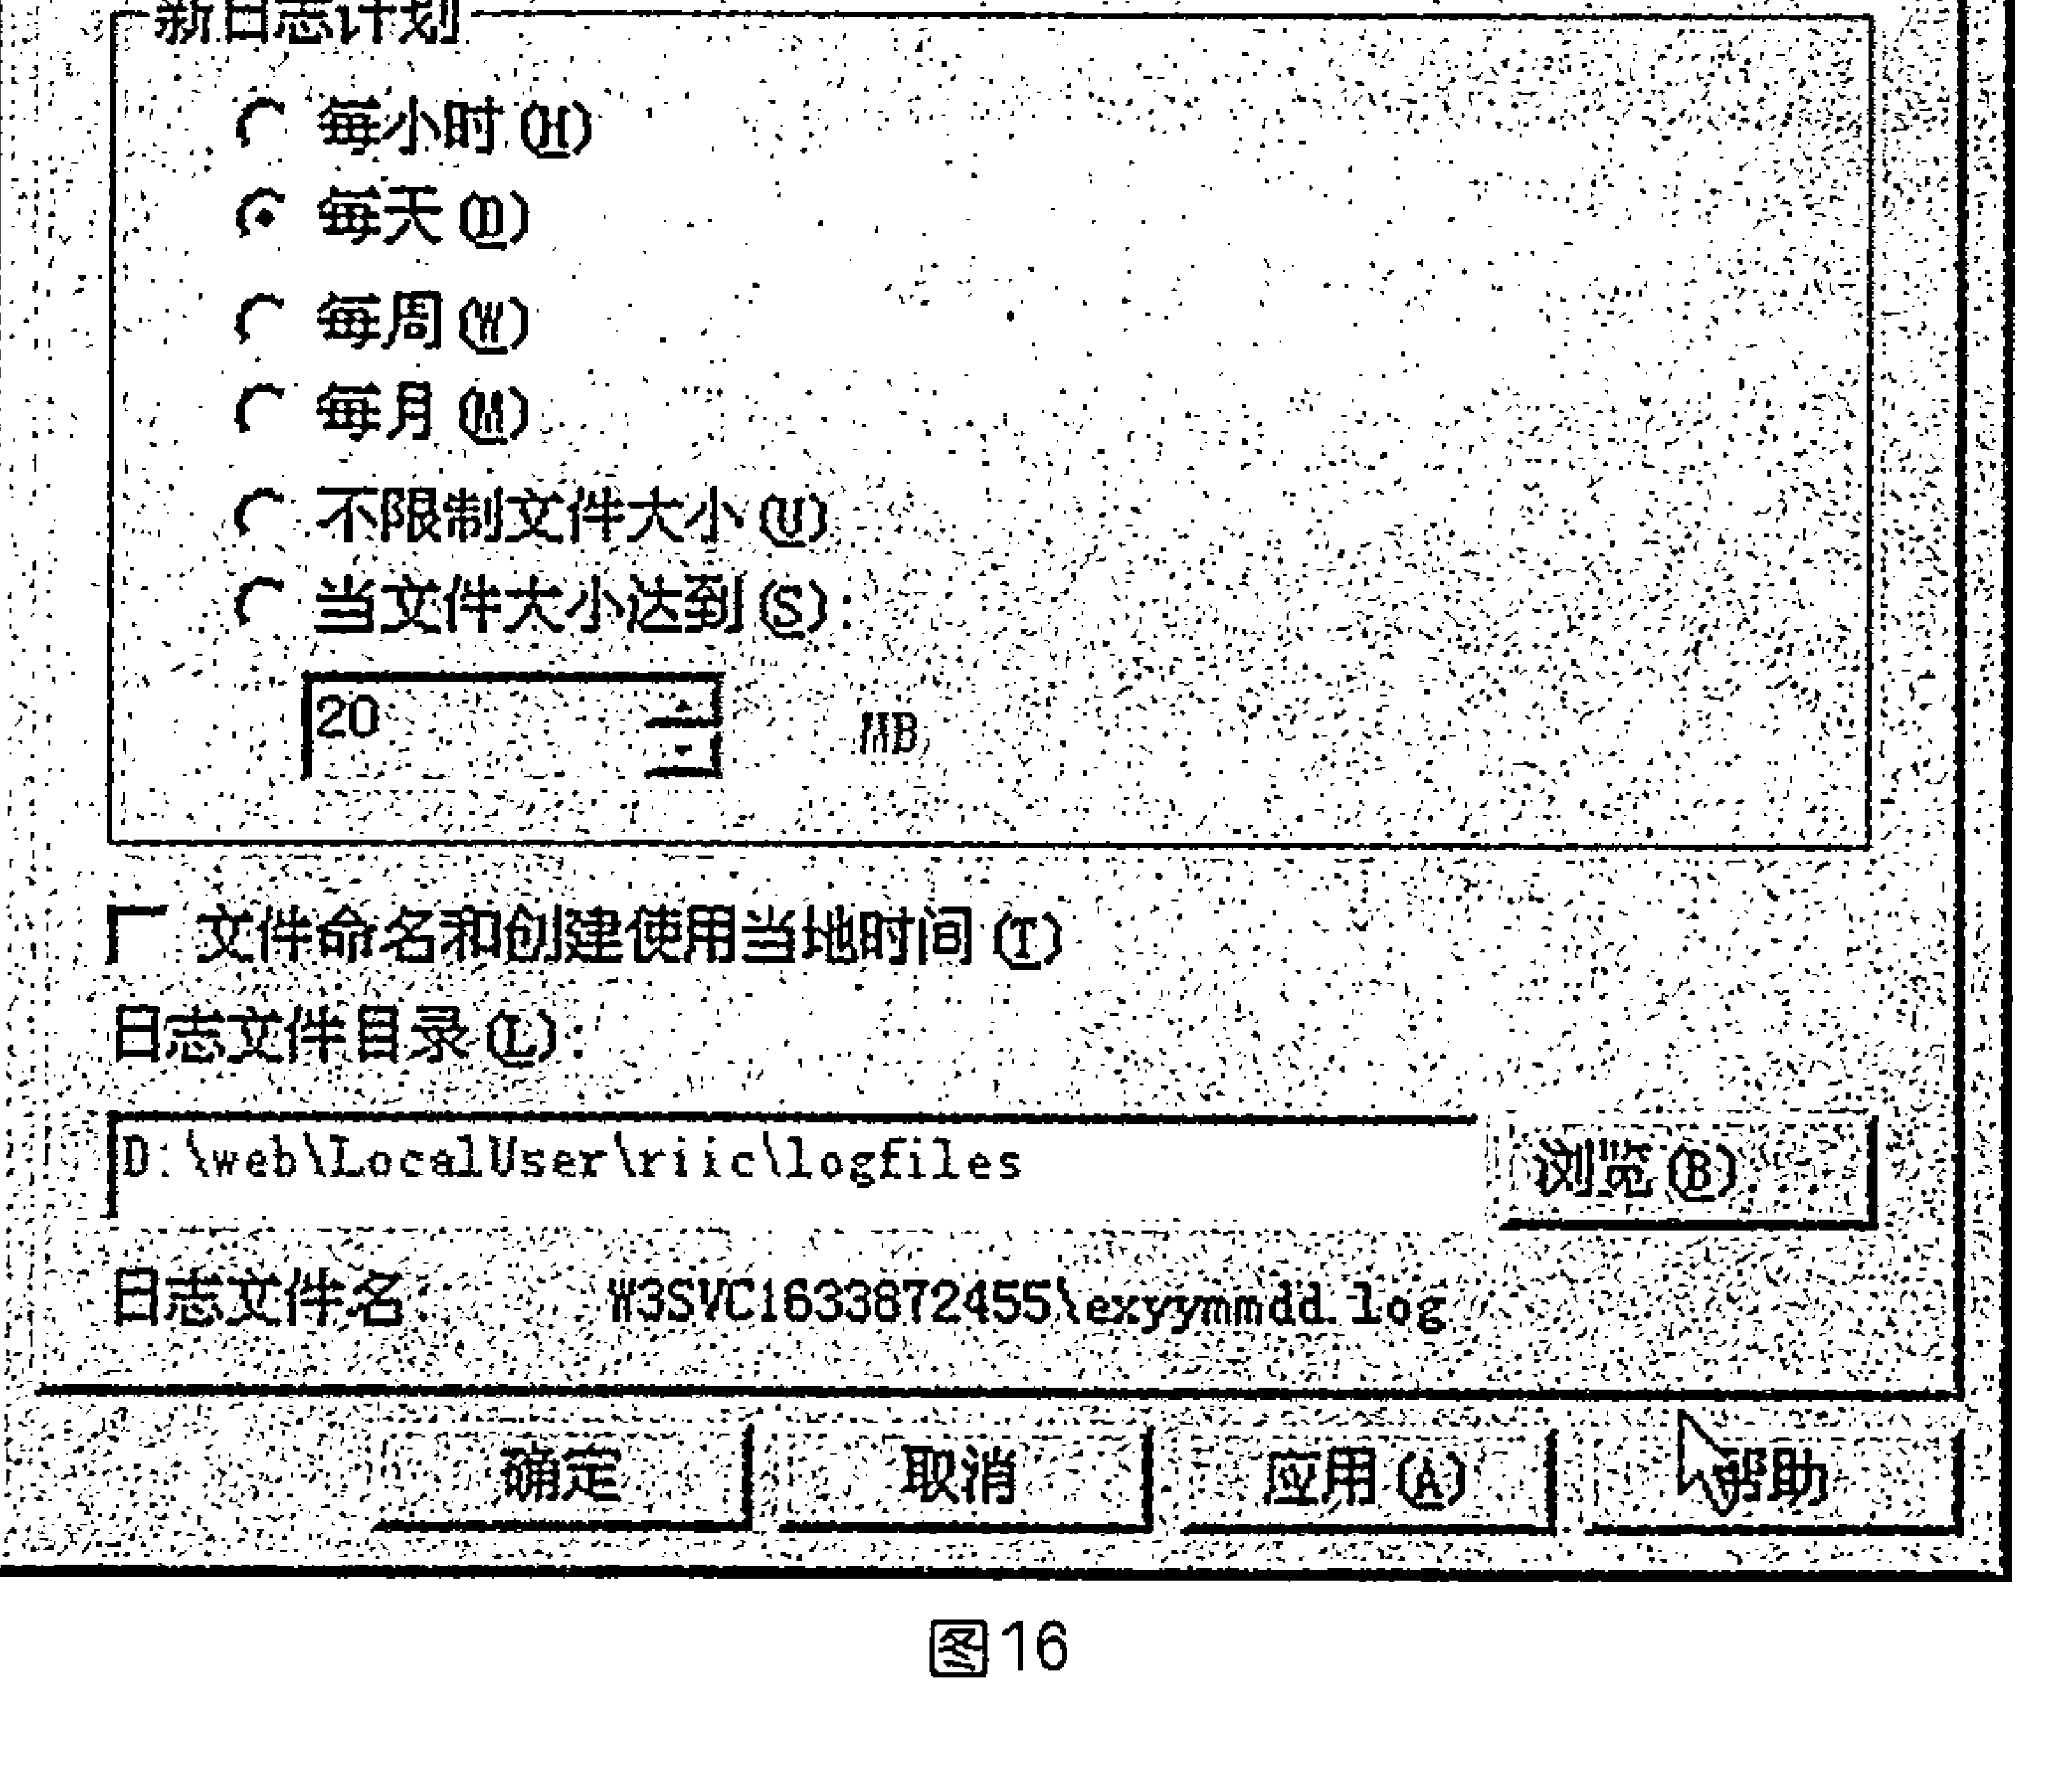 新日志计划
每小时(H)
每天(D)
每周(W)
每月(M)
不限制文件大小(U)
当文件大小达到(S):
20 MB
文件命名和创建使用当地时间(T)
日志文件目录(L):
D:\web\LocalUser\riic\logfiles 浏览(B)
日志文件名: W3SVC1633872455\exyymmdd.log
确定 取消 应用(A) 帮助
图16